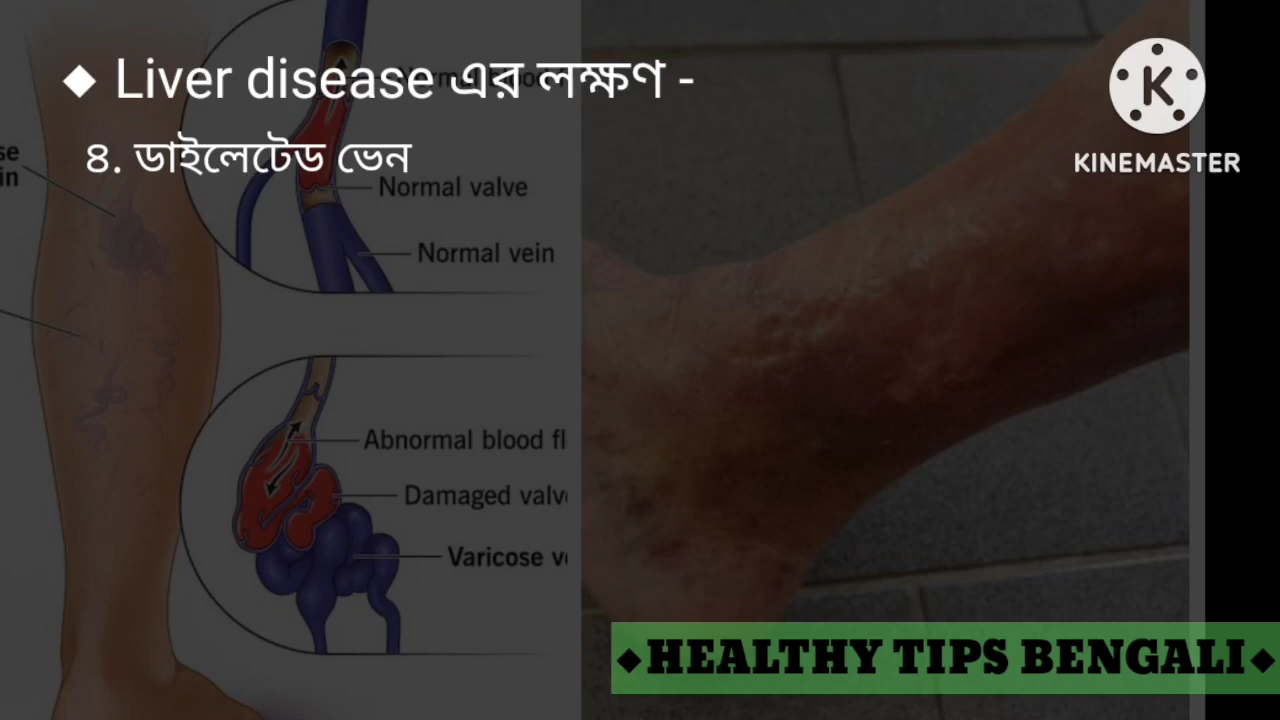 ◆ Liver disease এর লক্ষণ -
৪. ডাইলেটেড ভেন
KINEMASTER
Normal valve
Normal vein
Abnormal blood fl
Damaged valv
Varicose v
◆HEALTHY TIPS BENGALI◆